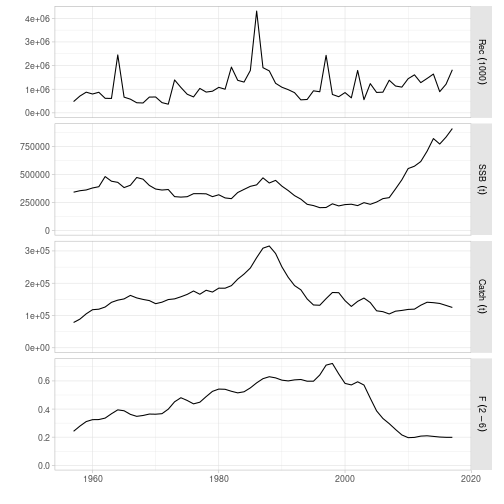 4e+06
3e+06
2e+06
1e+06
0e+00
Rec (1000)
750000
500000
250000
0
SSB (t)
3e+05
2e+05
1e+05
0e+00
Catch (t)
0.6
0.4
0.2
0.0
F (2−6)
1960 1980 2000 2020